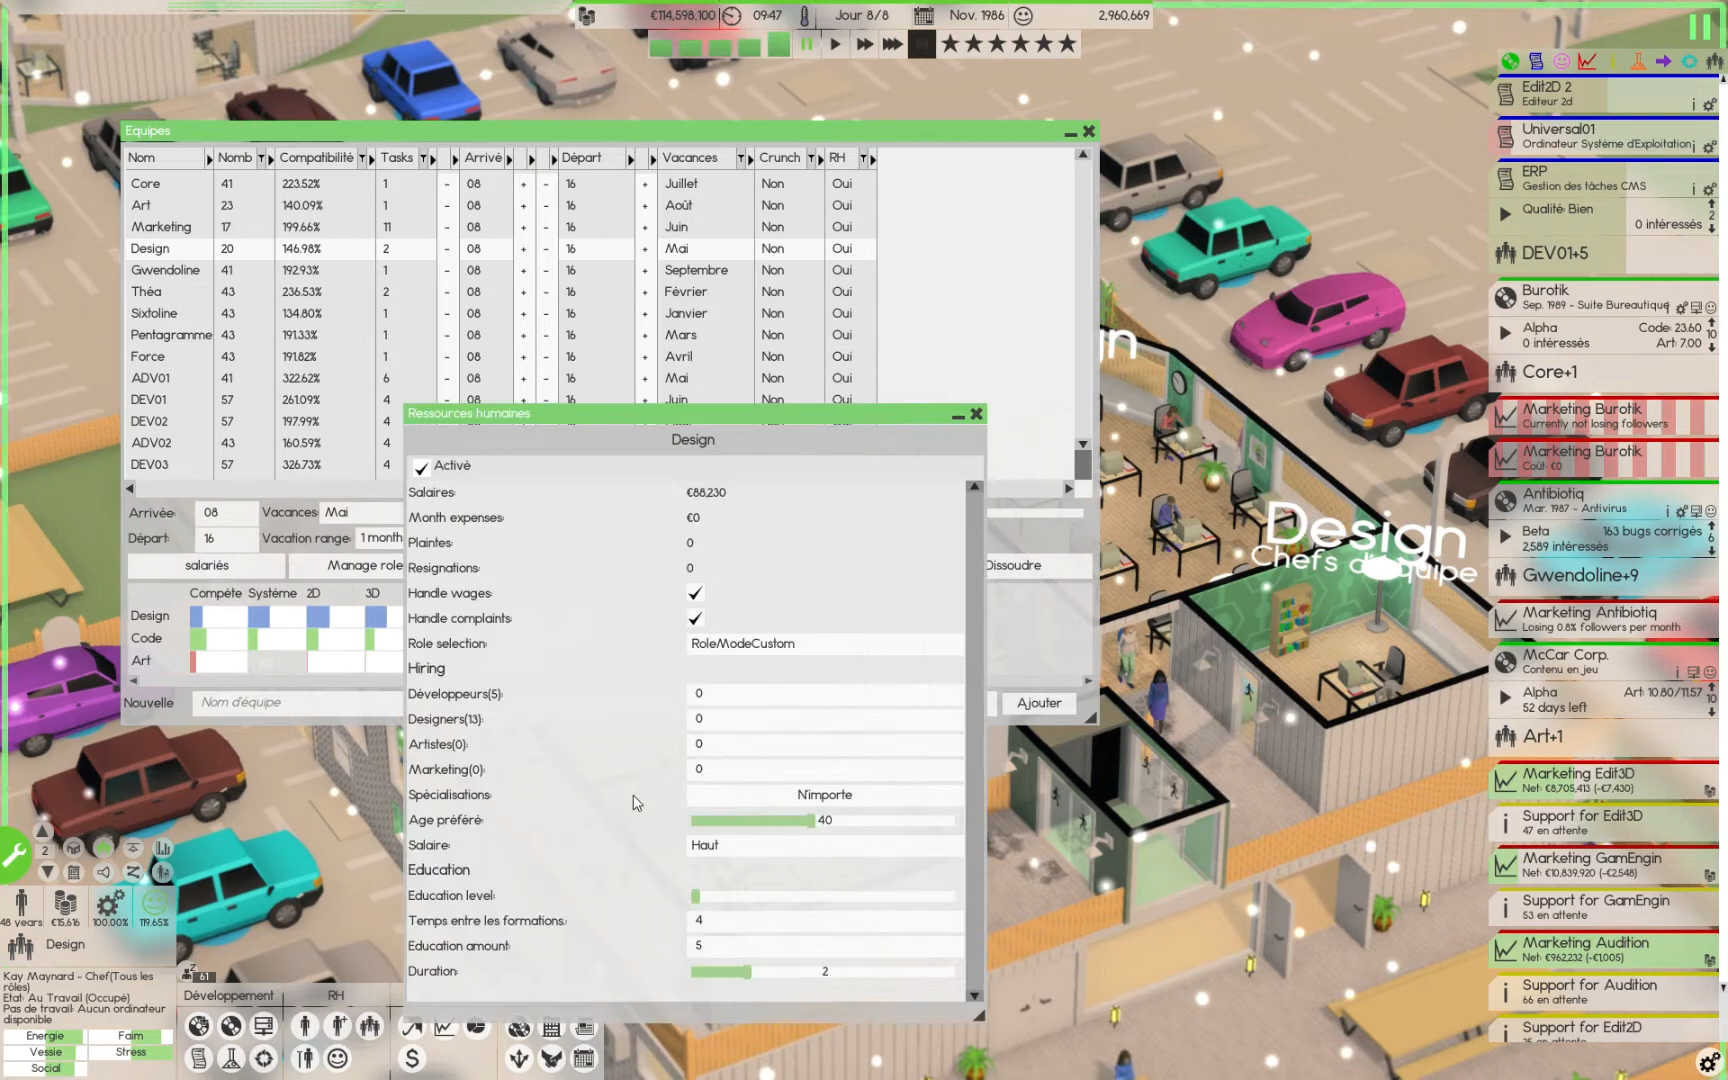 €114,598,100
09:47
Jour 8/8
Nov. 1986
2,960,669
Equipes
Nom Nomb Compatibilité Tasks Arrivé Départ Vacances Crunch RH
Core 41 223.52% 1 - 08 + - 16 + Juillet Non Oui
Art 23 140.09% 1 - 08 + - 16 + Août Non Oui
Marketing 17 199.66% 11 - 08 + - 16 + Juin Non Oui
Design 20 146.98% 2 - 08 + - 16 + Mai Non Oui
Gwendoline 41 192.93% 1 - 08 + - 16 + Septembre Non Oui
Théa 43 236.53% 2 - 08 + - 16 + Février Non Oui
Sixtoline 43 134.80% 1 - 08 + - 16 + Janvier Non Oui
Pentagramme 43 191.33% 1 - 08 + - 16 + Mars Non Oui
Force 43 191.82% 1 - 08 + - 16 + Avril Non Oui
ADV01 41 322.62% 6 - 08 + - 16 + Mai Non Oui
DEV01 57 261.09% 4 - 08 + - 16 + Juin Non Oui
DEV02 57 197.99% 4
ADV02 43 160.59% 4
DEV03 57 326.73% 4
Arrivée: 08 Vacances: Mai
Départ: 16 Vacation range: 1 month
salariés Manage role Dissoudre
Compéte Système 2D 3D
Design
Code
Art
Nouvelle Nom d'équipe Ajouter
Ressources humaines
Design
Activé
Salaires: €88,230
Month expenses: €0
Plaintes: 0
Resignations: 0
Handle wages:
Handle complaints:
Role selection: RoleModeCustom
Hiring
Développeurs(5): 0
Designers(13): 0
Artistes(0): 0
Marketing(0): 0
Spécialisations: N'importe
Age préféré: 40
Salaire: Haut
Education
Education level:
Temps entre les formations.: 4
Education amount: 5
Duration: 2
Design
Chefs d'équipe
Edit2D 2
Editeur 2d
Universal01
Ordinateur Système d'Exploitation
ERP
Gestion des tâches CMS
Qualité: Bien
2
0 intéressés
DEV01+5
Burotik
Sep. 1989 - Suite Bureautique
Alpha Code: 23.60
10
0 intéressés Art: 7.00
Core+1
Marketing Burotik
Currently not losing followers
Marketing Burotik
Coût: €0
Antibiotiq
Mar. 1987 - Antivirus
Beta 163 bugs corrigés
6
2,589 intéressés
Gwendoline+9
Marketing Antibiotiq
Losing 0.8% followers per month
McCar Corp.
Contenu en jeu
Alpha Art: 10.80/11.57
10
52 days left
Art+1
Marketing Edit3D
Net: €8,705,413 (-€7,430)
Support for Edit3D
47 en attente
Marketing GamEngin
Net: €10,839,920 (-€2,548)
Support for GamEngin
53 en attente
Marketing Audition
Net: €962,232 (-€1,005)
Support for Audition
66 en attente
Support for Edit2D
2
48 years €15,616 100.00% 119.65%
Design
Kay Maynard - Chef(Tous les
rôles)
Etat: Au Travail (Occupé)
Pas de travail: Aucun ordinateur
disponible
Energie Faim
Vessie Stress
Social
61
Développement RH